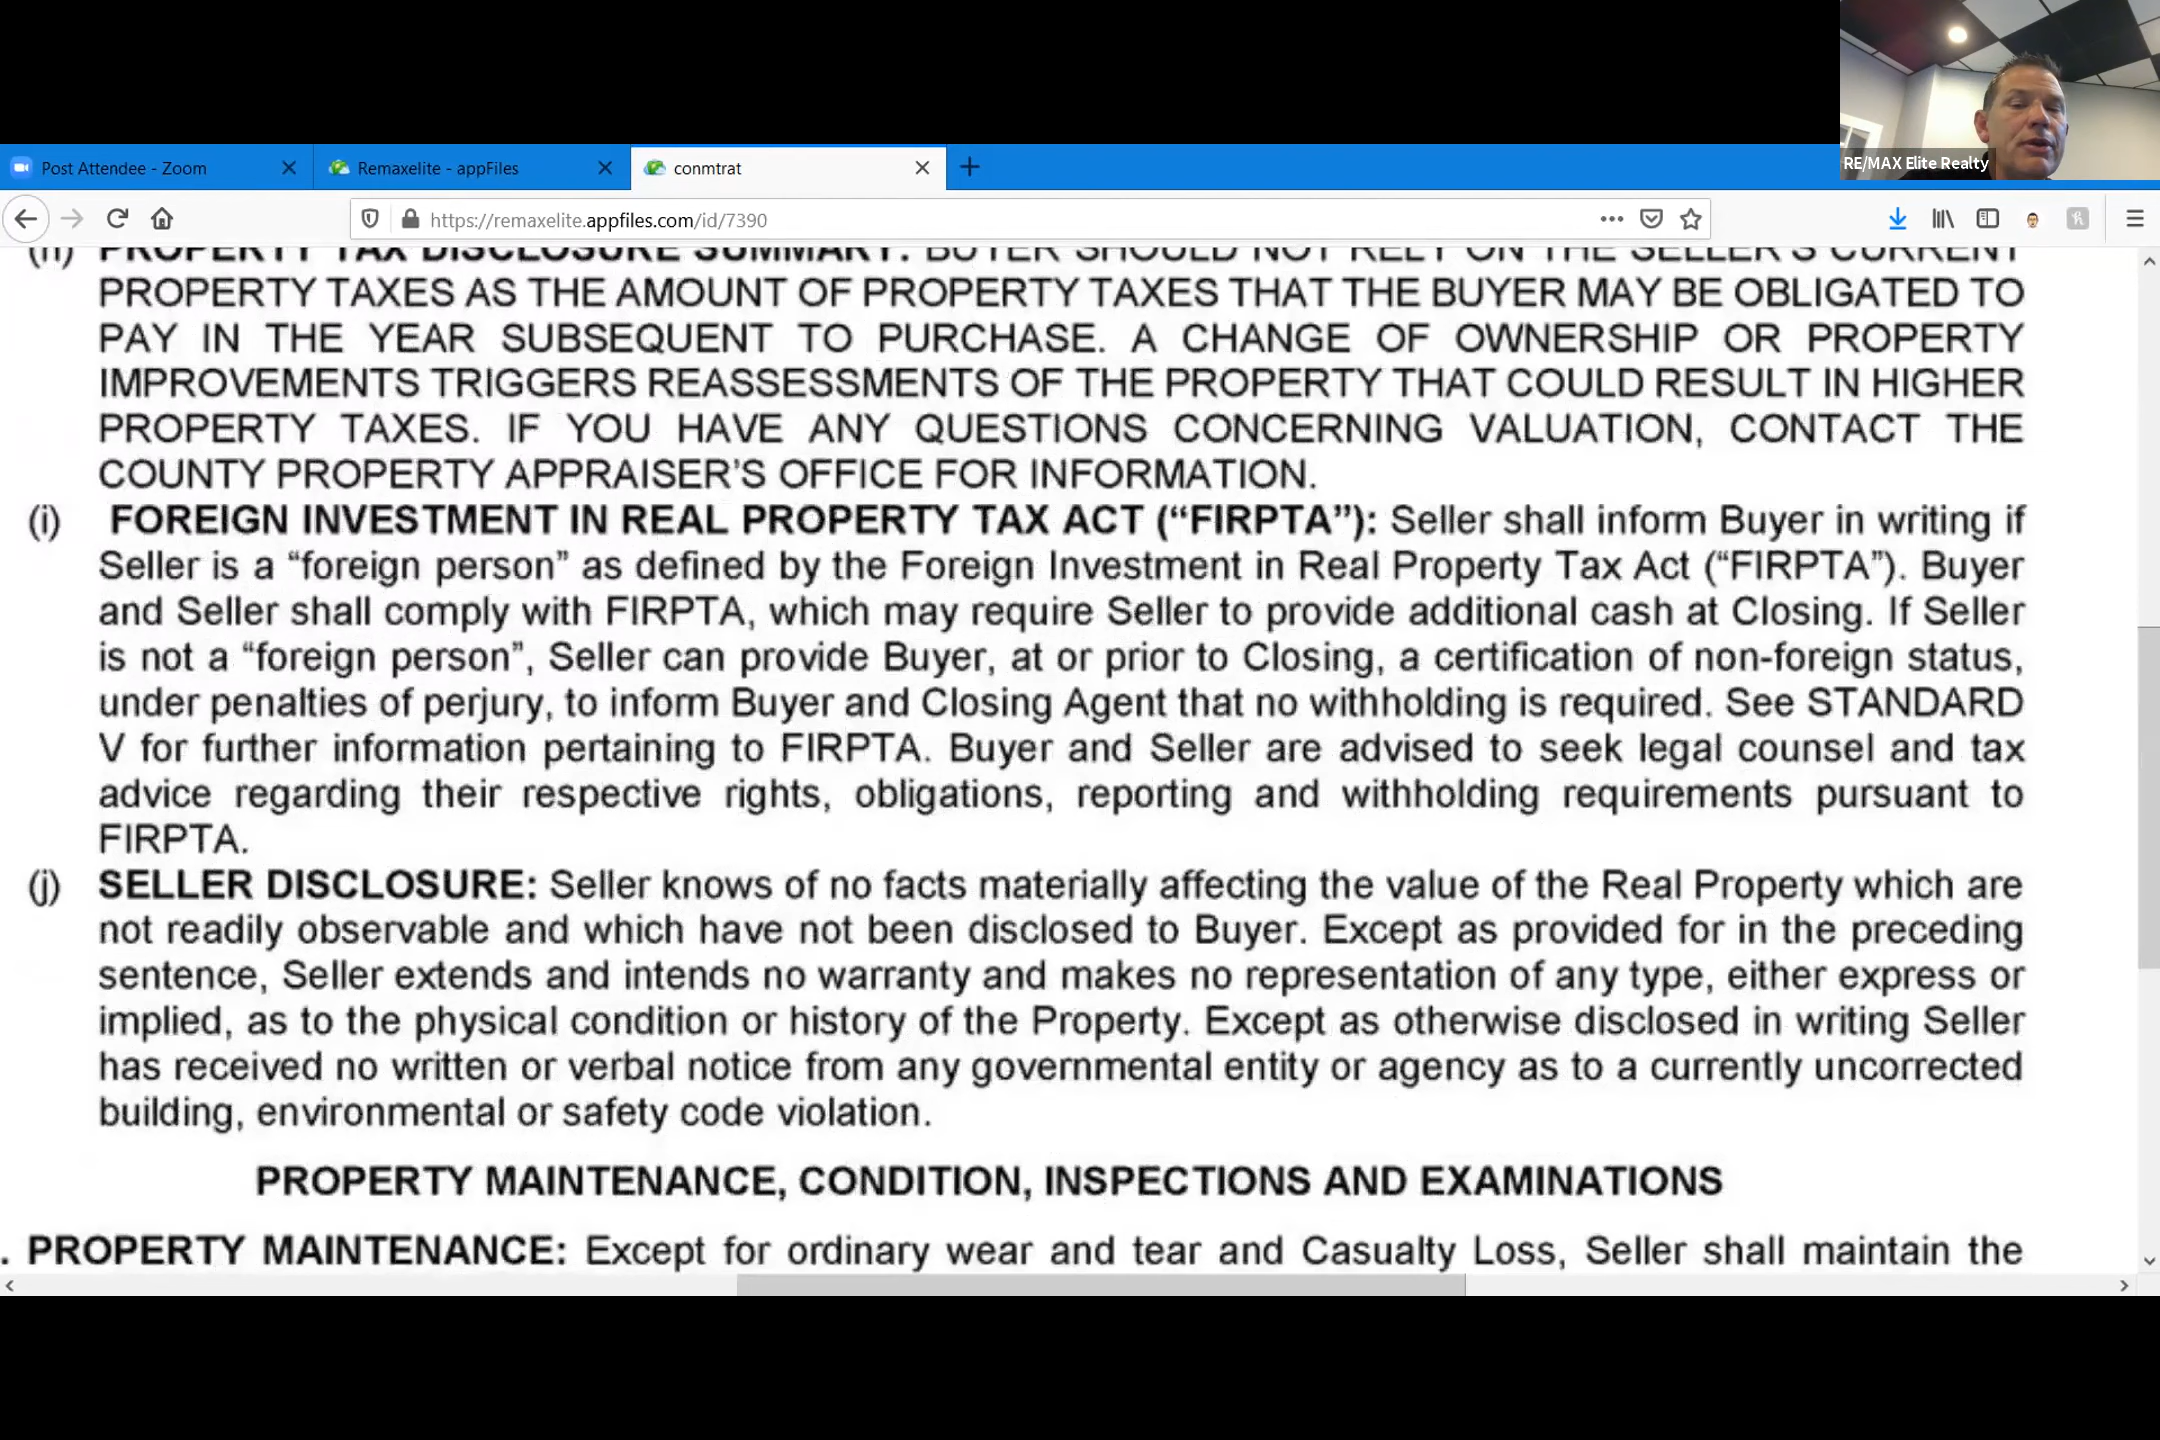 RE/MAX Elite Realty
Post Attendee - Zoom
Remaxelite - appFiles
conmtrat
https://remaxelite.appfiles.com/id/7390
(h) PROPERTY TAX DISCLOSURE SUMMARY: BUYER SHOULD NOT RELY ON THE SELLER'S CURRENT
PROPERTY TAXES AS THE AMOUNT OF PROPERTY TAXES THAT THE BUYER MAY BE OBLIGATED TO
PAY IN THE YEAR SUBSEQUENT TO PURCHASE. A CHANGE OF OWNERSHIP OR PROPERTY
IMPROVEMENTS TRIGGERS REASSESSMENTS OF THE PROPERTY THAT COULD RESULT IN HIGHER
PROPERTY TAXES. IF YOU HAVE ANY QUESTIONS CONCERNING VALUATION, CONTACT THE
COUNTY PROPERTY APPRAISER’S OFFICE FOR INFORMATION.
(i) FOREIGN INVESTMENT IN REAL PROPERTY TAX ACT (“FIRPTA”): Seller shall inform Buyer in writing if
Seller is a “foreign person” as defined by the Foreign Investment in Real Property Tax Act (“FIRPTA”). Buyer
and Seller shall comply with FIRPTA, which may require Seller to provide additional cash at Closing. If Seller
is not a “foreign person”, Seller can provide Buyer, at or prior to Closing, a certification of non-foreign status,
under penalties of perjury, to inform Buyer and Closing Agent that no withholding is required. See STANDARD
V for further information pertaining to FIRPTA. Buyer and Seller are advised to seek legal counsel and tax
advice regarding their respective rights, obligations, reporting and withholding requirements pursuant to
FIRPTA.
(j) SELLER DISCLOSURE: Seller knows of no facts materially affecting the value of the Real Property which are
not readily observable and which have not been disclosed to Buyer. Except as provided for in the preceding
sentence, Seller extends and intends no warranty and makes no representation of any type, either express or
implied, as to the physical condition or history of the Property. Except as otherwise disclosed in writing Seller
has received no written or verbal notice from any governmental entity or agency as to a currently uncorrected
building, environmental or safety code violation.
PROPERTY MAINTENANCE, CONDITION, INSPECTIONS AND EXAMINATIONS
. PROPERTY MAINTENANCE: Except for ordinary wear and tear and Casualty Loss, Seller shall maintain the